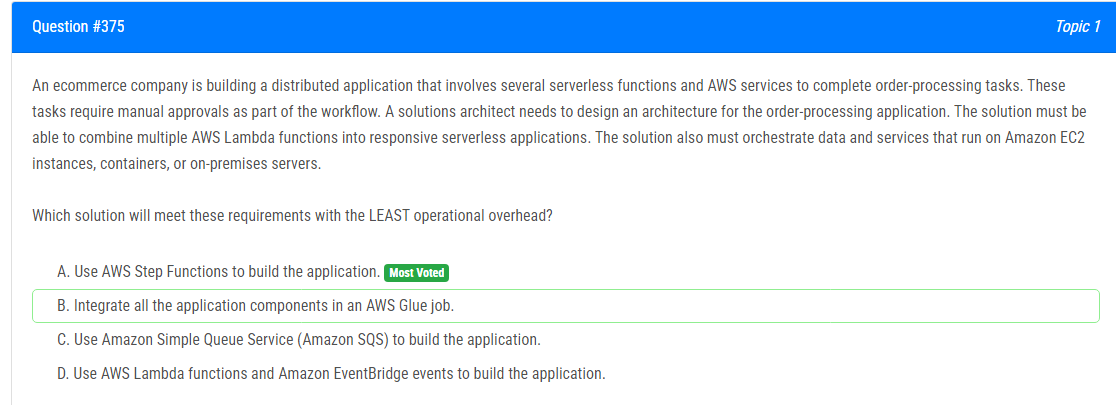 Question #375 Topic 1
An ecommerce company is building a distributed application that involves several serverless functions and AWS services to complete order-processing tasks. These
tasks require manual approvals as part of the workflow. A solutions architect needs to design an architecture for the order-processing application. The solution must be
able to combine multiple AWS Lambda functions into responsive serverless applications. The solution also must orchestrate data and services that run on Amazon EC2
instances, containers, or on-premises servers.
Which solution will meet these requirements with the LEAST operational overhead?
A. Use AWS Step Functions to build the application. Most Voted
B. Integrate all the application components in an AWS Glue job.
C. Use Amazon Simple Queue Service (Amazon SQS) to build the application.
D. Use AWS Lambda functions and Amazon EventBridge events to build the application.